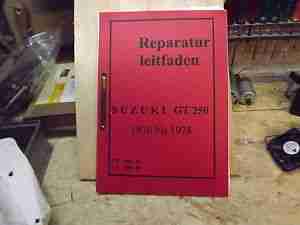 Reparatur
leitfaden
SUZUKI GT250
1976 bis 1978